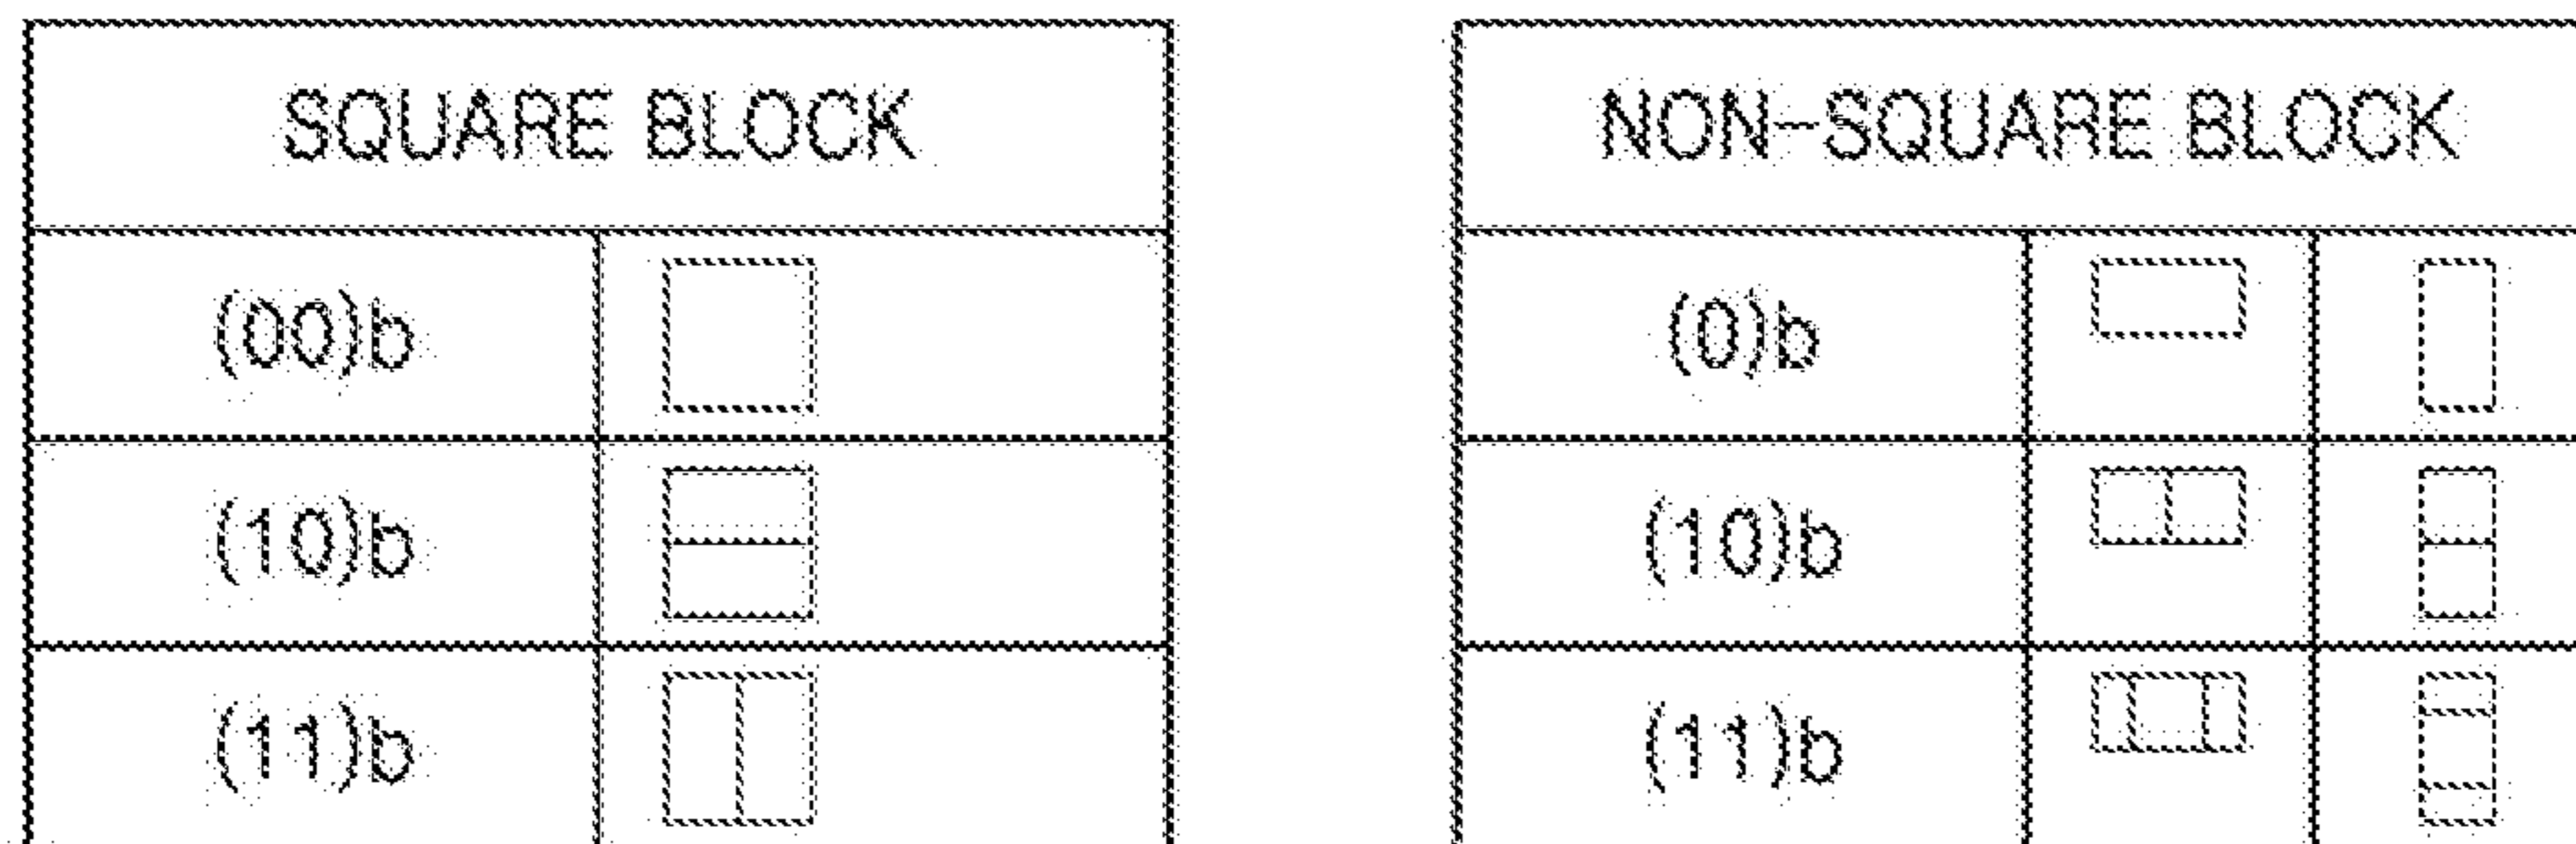 SQUARE BLOCK
(00)b
(10)b
(11)b
NON-SQUARE BLOCK
(0)b
(10)b
(11)b